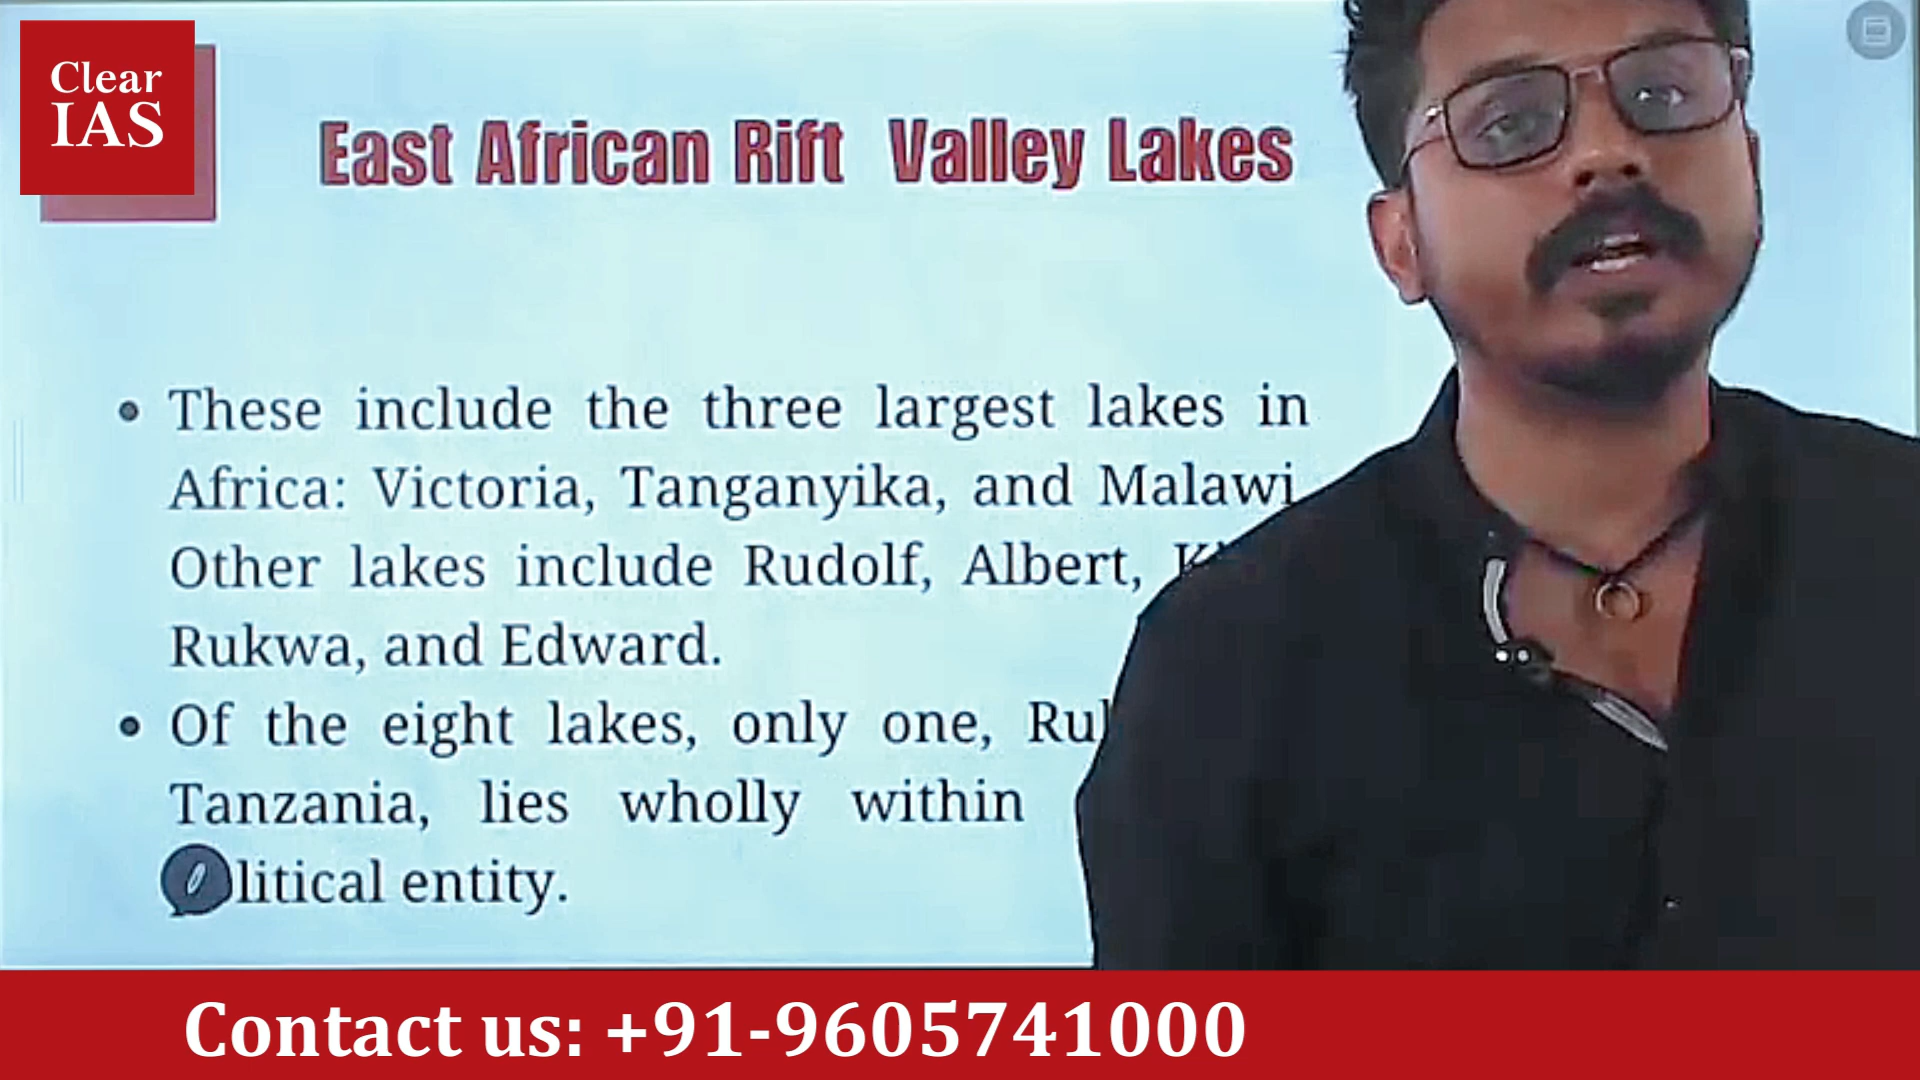 Clear
IAS
East African Rift Valley Lakes
• These include the three largest lakes in
Africa: Victoria, Tanganyika, and Malawi
Other lakes include Rudolf, Albert,
Rukwa, and Edward.
• Of the eight lakes, only one,
Tanzania, lies wholly within
litical entity.
Contact us: +91-9605741000